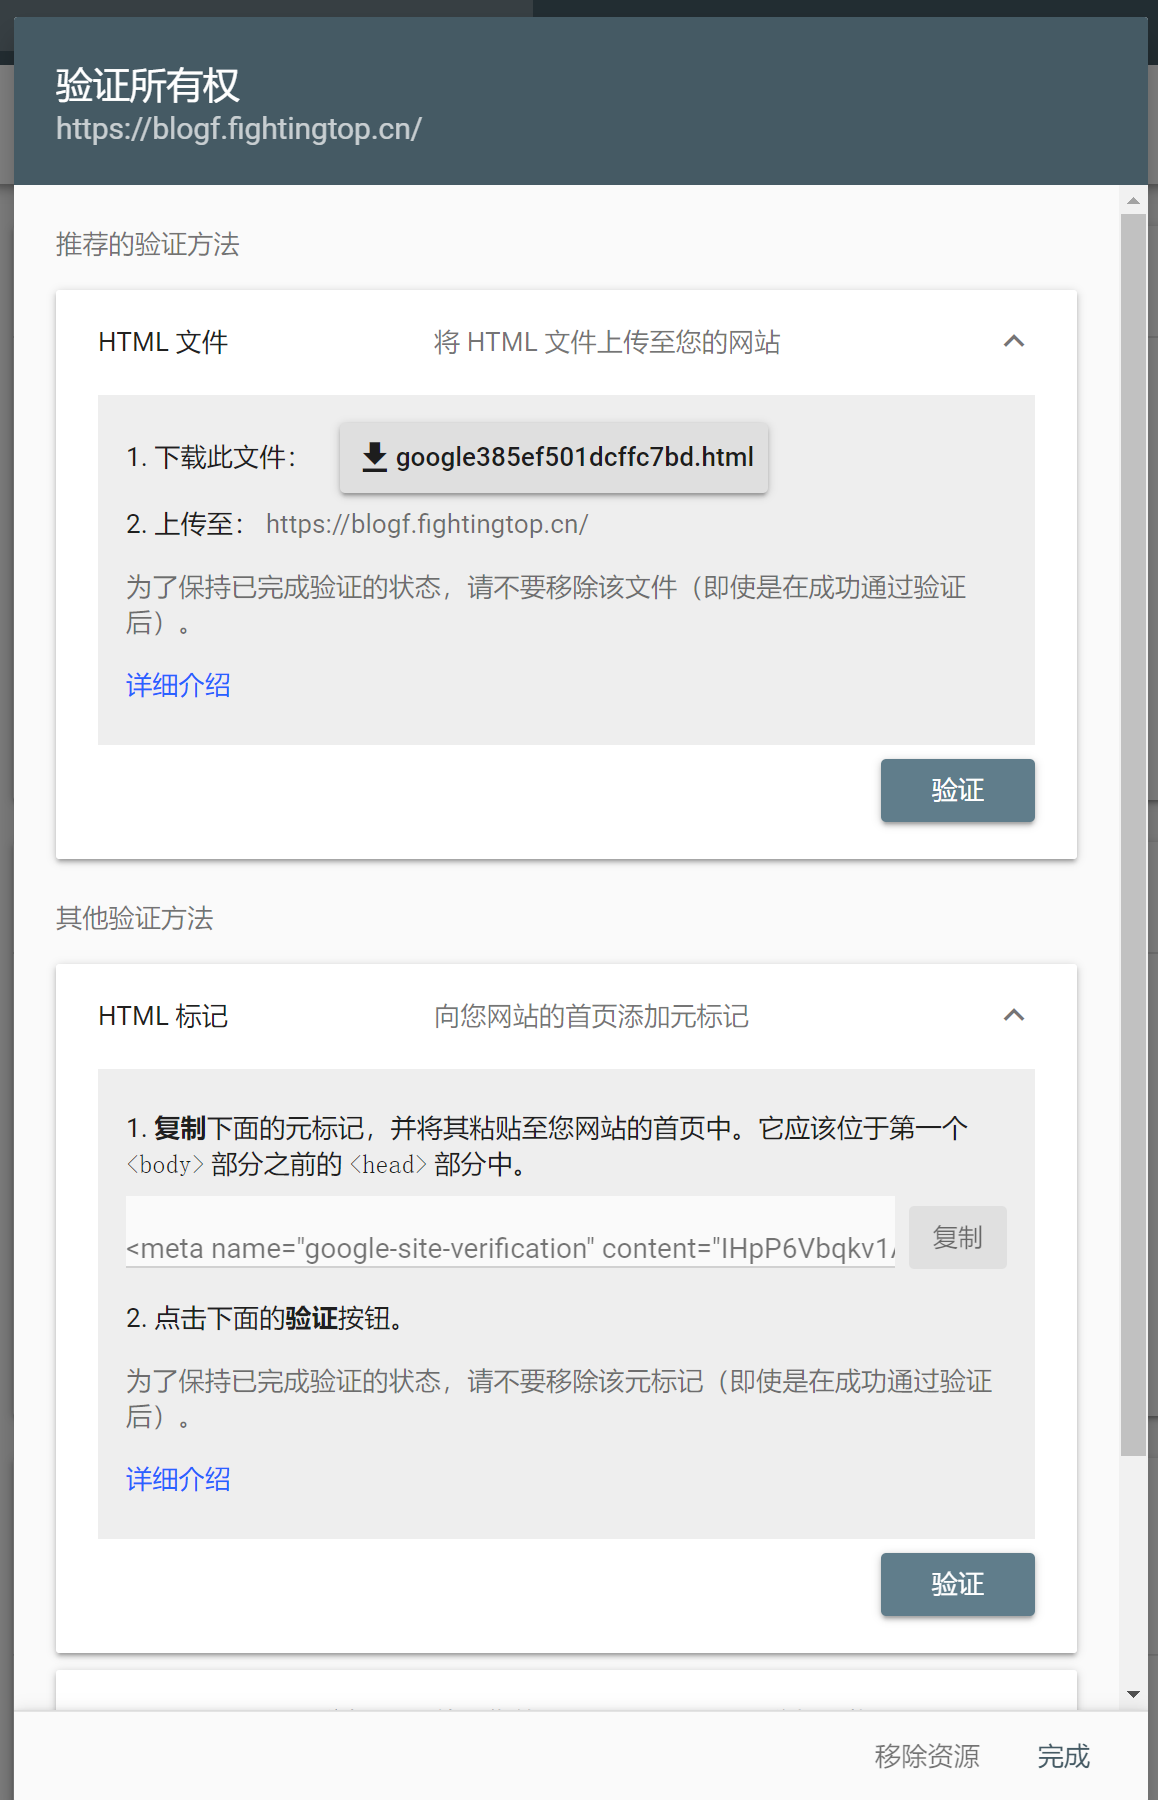 验证所有权
https://blogf.fightingtop.cn/
推荐的验证方法
HTML 文件
将 HTML 文件上传至您的网站
1. 下载此文件：
google385ef501dcffc7bd.html
2. 上传至： https://blogf.fightingtop.cn/
为了保持已完成验证的状态，请不要移除该文件（即使是在成功通过验证
后）。
详细介绍
验证
其他验证方法
HTML 标记
向您网站的首页添加元标记
1. 复制下面的元标记，并将其粘贴至您网站的首页中。它应该位于第一个
<body> 部分之前的 <head> 部分中。
<meta name="google-site-verification" content="IHpP6Vbqkv1
复制
2. 点击下面的验证按钮。
为了保持已完成验证的状态，请不要移除该元标记（即使是在成功通过验证
后）。
详细介绍
验证
移除资源
完成